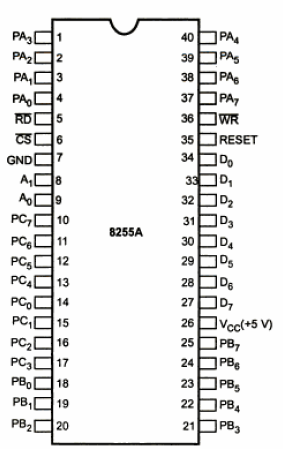 PA₃ 1 40 PA₄
PA₂ 2 39 PA₅
PA₁ 3 38 PA₆
PA₀ 4 37 PA₇
R̅D̅ 5 36 W̅R̅
C̅S̅ 6 35 RESET
GND 7 34 D₀
A₁ 8 33 D₁
A₀ 9 32 D₂
PC₇ 10 31 D₃
8255A
PC₆ 11 30 D₄
PC₅ 12 29 D₅
PC₄ 13 28 D₆
PC₀ 14 27 D₇
PC₁ 15 26 V_CC(+5 V)
PC₂ 16 25 PB₇
PC₃ 17 24 PB₆
PB₀ 18 23 PB₅
PB₁ 19 22 PB₄
PB₂ 20 21 PB₃